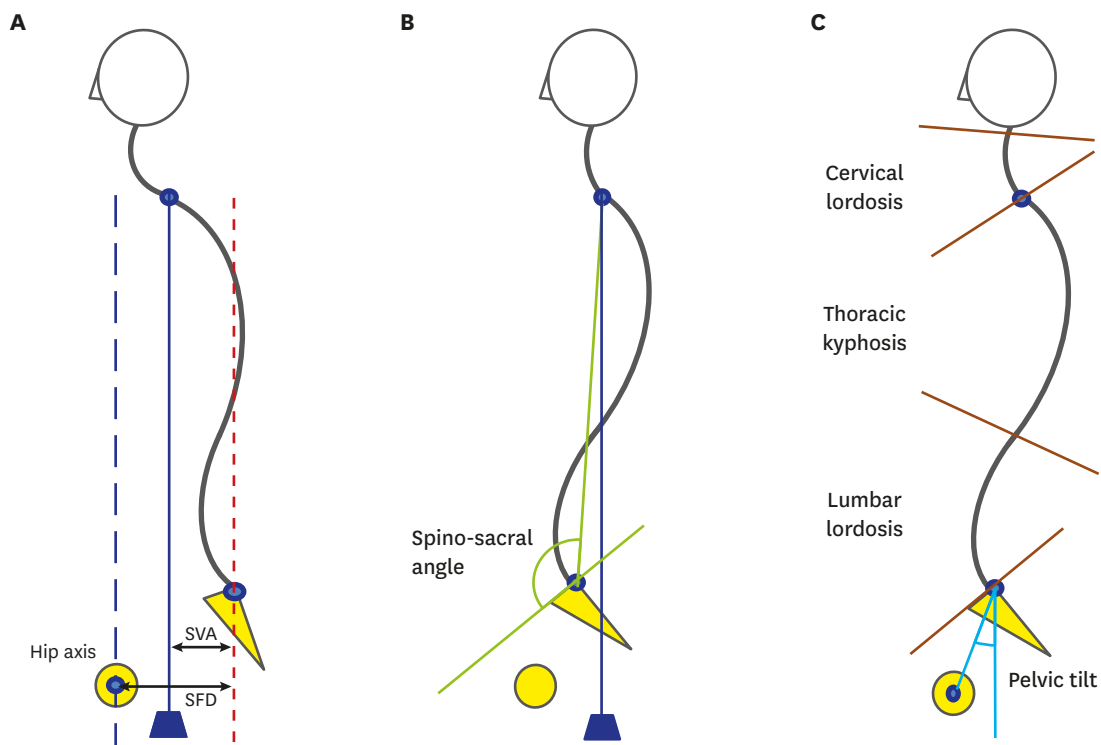 A
B
C
Cervical
lordosis
Thoracic
kyphosis
Lumbar
lordosis
Spino-sacral
angle
SVA
Hip axis
SFD
Pelvic tilt